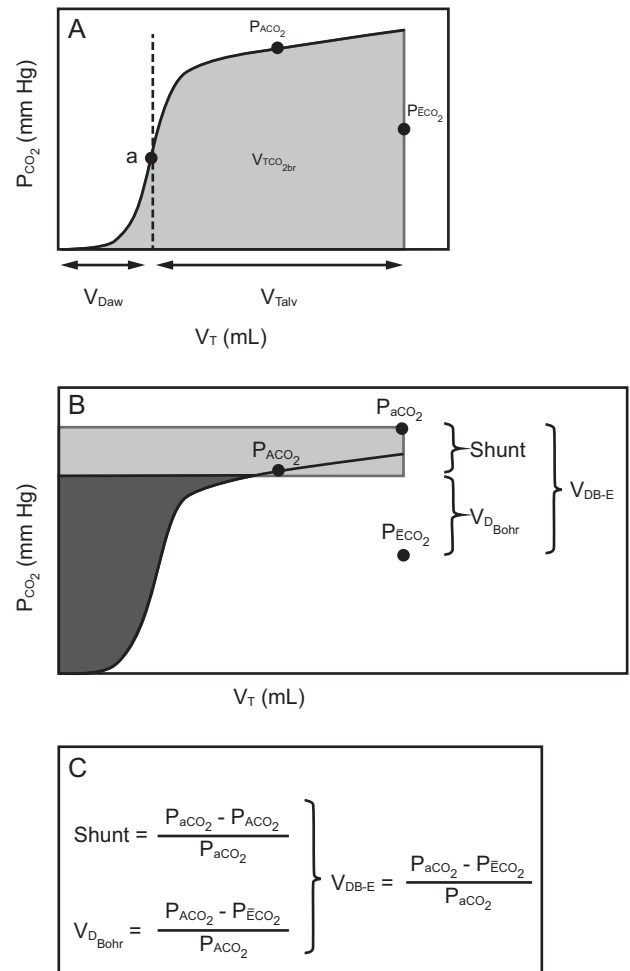 A
PACO2
PĒCO2
a
VTCO2br
PCO2 (mm Hg)
VDaw
VTalv
VT (mL)
B
PaCO2
PACO2
Shunt
VDB-E
VDBohr
PĒCO2
PCO2 (mm Hg)
VT (mL)
C
Shunt = PaCO2 - PACO2
PaCO2
VDB-E = PaCO2 - PĒCO2
PaCO2
VDBohr = PACO2 - PĒCO2
PACO2